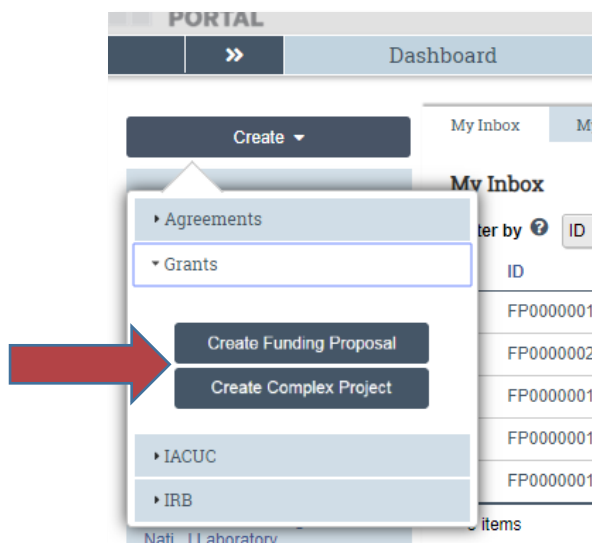 PORTAL
» Dashboard
Create
My Inbox
My Inbox
Agreements
ter by ? ID
Grants
ID
FP0000001
Create Funding Proposal
FP0000002
Create Complex Project
FP0000001
FP0000001
IACUC
FP0000001
IRB
items
Laboratory